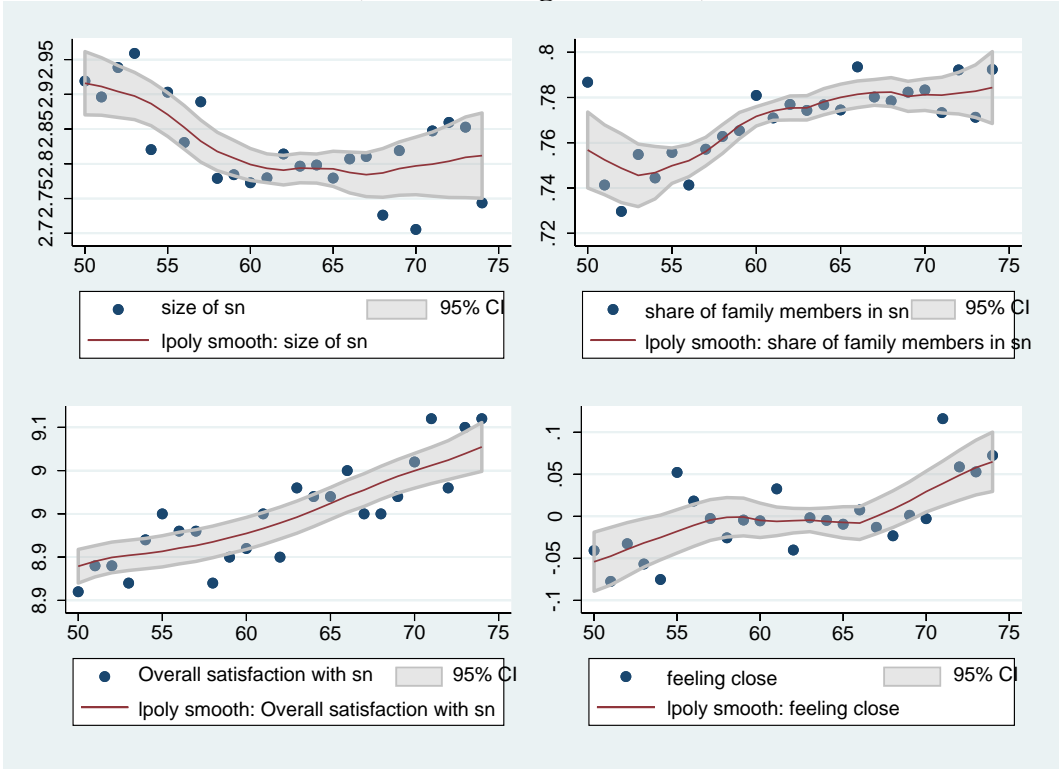 2.72.752.82.852.92.95
50 55 60 65 70 75
size of sn 95% CI
lpoly smooth: size of sn
.8
.78
.76
.74
.72
50 55 60 65 70 75
share of family members in sn 95% CI
lpoly smooth: share of family members in sn
9.1
9
9
8.9
8.9
50 55 60 65 70 75
Overall satisfaction with sn 95% CI
lpoly smooth: Overall satisfaction with sn
.1
.05
0
-.05
-.1
50 55 60 65 70 75
feeling close 95% CI
lpoly smooth: feeling close